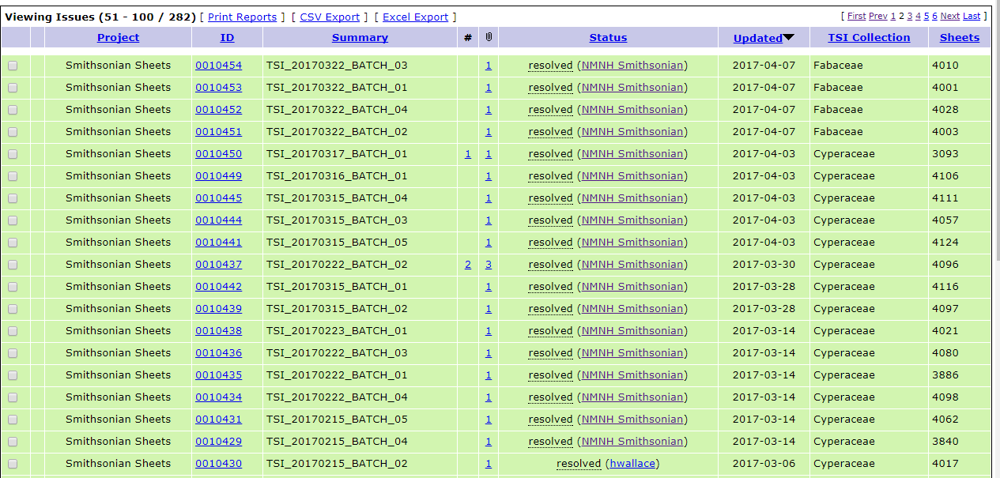 Viewing Issues (51 - 100 / 282) [ Print Reports ] [ CSV Export ] [ Excel Export ] [ First Prev 1 2 3 4 5 6 Next Last ]
Project ID Summary # Status Updated TSI Collection Sheets
Smithsonian Sheets 0010454 TSI_20170322_BATCH_03 1 resolved (NMNH Smithsonian) 2017-04-07 Fabaceae 4010
Smithsonian Sheets 0010453 TSI_20170322_BATCH_01 1 resolved (NMNH Smithsonian) 2017-04-07 Fabaceae 4001
Smithsonian Sheets 0010452 TSI_20170322_BATCH_04 1 resolved (NMNH Smithsonian) 2017-04-07 Fabaceae 4028
Smithsonian Sheets 0010451 TSI_20170322_BATCH_02 1 resolved (NMNH Smithsonian) 2017-04-07 Fabaceae 4003
Smithsonian Sheets 0010450 TSI_20170317_BATCH_01 1 1 resolved (NMNH Smithsonian) 2017-04-03 Cyperaceae 3093
Smithsonian Sheets 0010449 TSI_20170316_BATCH_01 1 resolved (NMNH Smithsonian) 2017-04-03 Cyperaceae 4106
Smithsonian Sheets 0010445 TSI_20170315_BATCH_04 1 resolved (NMNH Smithsonian) 2017-04-03 Cyperaceae 4111
Smithsonian Sheets 0010444 TSI_20170315_BATCH_03 1 resolved (NMNH Smithsonian) 2017-04-03 Cyperaceae 4057
Smithsonian Sheets 0010441 TSI_20170315_BATCH_05 1 resolved (NMNH Smithsonian) 2017-04-03 Cyperaceae 4124
Smithsonian Sheets 0010437 TSI_20170222_BATCH_02 2 3 resolved (NMNH Smithsonian) 2017-03-30 Cyperaceae 4096
Smithsonian Sheets 0010442 TSI_20170315_BATCH_01 1 resolved (NMNH Smithsonian) 2017-03-28 Cyperaceae 4116
Smithsonian Sheets 0010439 TSI_20170315_BATCH_02 1 resolved (NMNH Smithsonian) 2017-03-28 Cyperaceae 4097
Smithsonian Sheets 0010438 TSI_20170223_BATCH_01 1 resolved (NMNH Smithsonian) 2017-03-14 Cyperaceae 4021
Smithsonian Sheets 0010436 TSI_20170222_BATCH_03 1 resolved (NMNH Smithsonian) 2017-03-14 Cyperaceae 4080
Smithsonian Sheets 0010435 TSI_20170222_BATCH_01 1 resolved (NMNH Smithsonian) 2017-03-14 Cyperaceae 3886
Smithsonian Sheets 0010434 TSI_20170222_BATCH_04 1 resolved (NMNH Smithsonian) 2017-03-14 Cyperaceae 4098
Smithsonian Sheets 0010431 TSI_20170215_BATCH_05 1 resolved (NMNH Smithsonian) 2017-03-14 Cyperaceae 4062
Smithsonian Sheets 0010429 TSI_20170215_BATCH_04 1 resolved (NMNH Smithsonian) 2017-03-14 Cyperaceae 3840
Smithsonian Sheets 0010430 TSI_20170215_BATCH_02 1 resolved (hwallace) 2017-03-06 Cyperaceae 4017